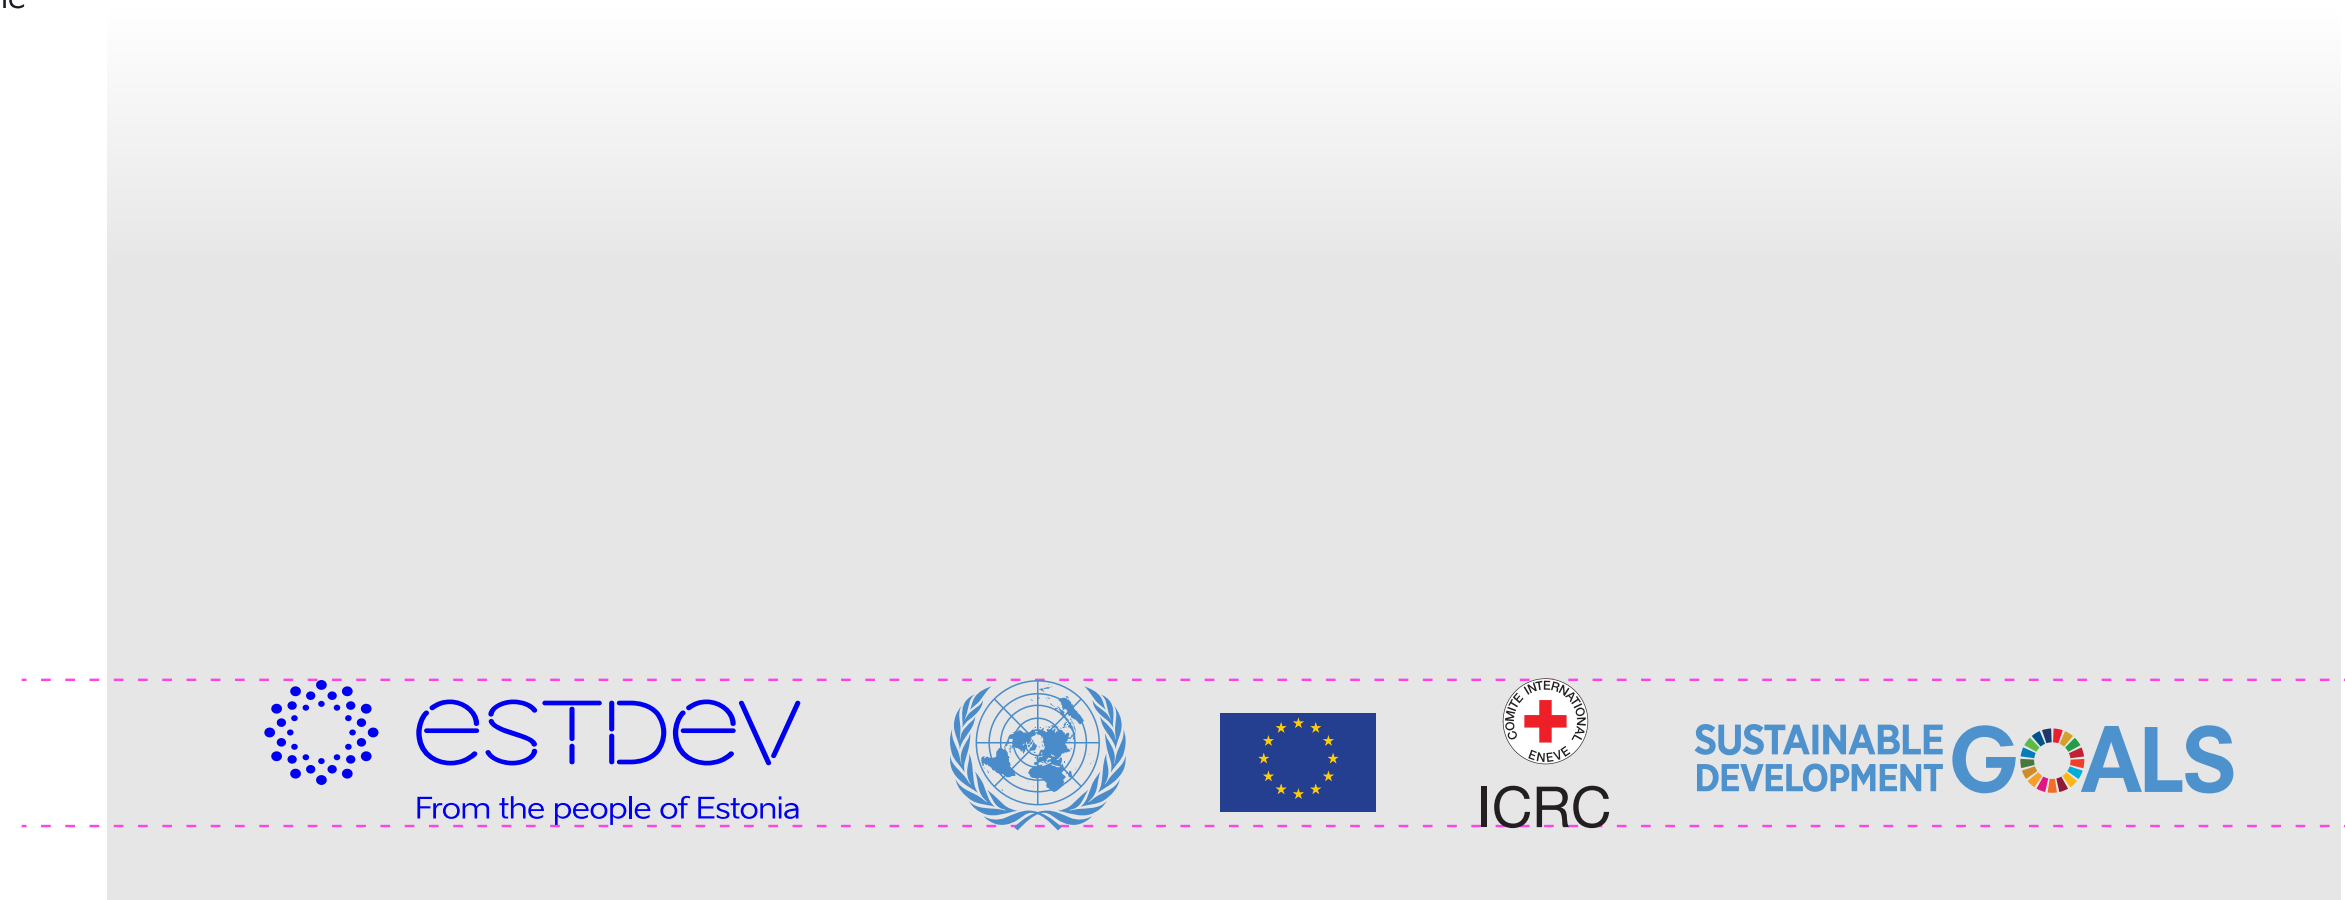 ESTDEV
From the people of Estonia
COMITE INTERNATIONAL
ENEVE
ICRC
SUSTAINABLE
DEVELOPMENT
GOALS